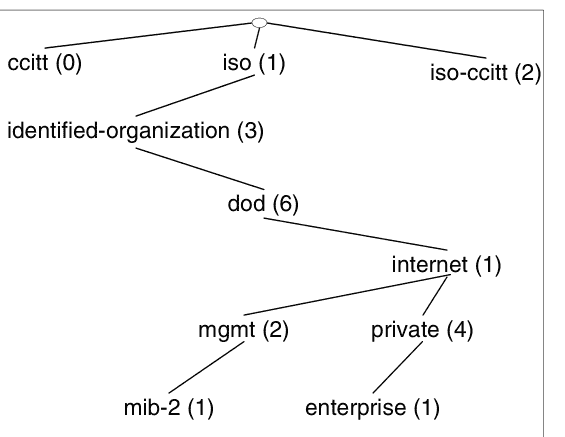 ccitt (0)
iso (1)
iso-ccitt (2)
identified-organization (3)
dod (6)
internet (1)
mgmt (2)
private (4)
mib-2 (1)
enterprise (1)